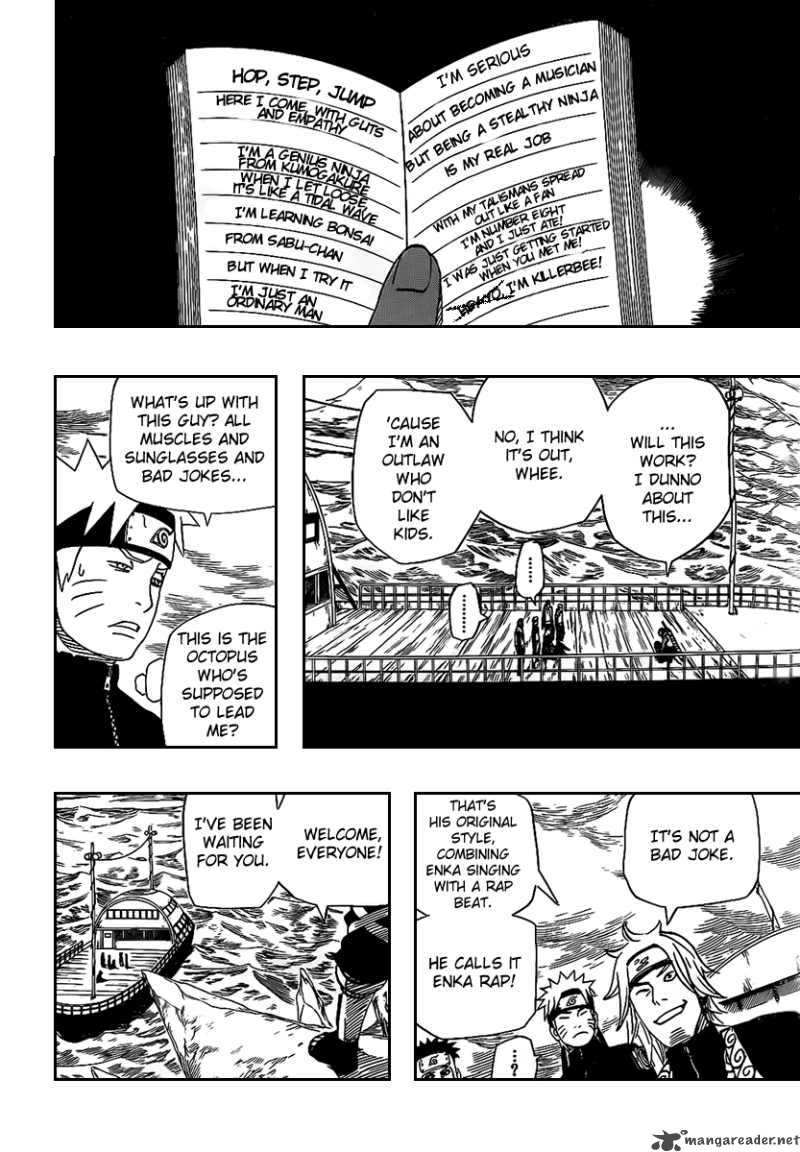 HOP, STEP, JUMP
HERE I COME, WITH GUTS
AND EMPATHY
I'M A GENIUS NINJA
FROM KUMOGAKURE
WHEN I LET LOOSE
IT'S LIKE A TIDAL WAVE
I'M LEARNING BONSAI
FROM SABU-CHAN
BUT WHEN I TRY IT
I'M JUST AN
ORDINARY MAN
I'M SERIOUS
ABOUT BECOMING A MUSICIAN
BUT BEING A STEALTHY NINJA
IS MY REAL JOB
WITH MY TALISMANS SPREAD
OUT LIKE A FAN
I'M NUMBER EIGHT
AND I JUST ATE!
I WAS JUST GETTING STARTED
WHEN YOU MET ME!
I'M KILLERBEE!
...
WILL THIS
WORK?
I DUNNO
ABOUT
THIS...
NO, I THINK
IT'S OUT,
WHEE.
'CAUSE
I'M AN
OUTLAW
WHO
DON'T
LIKE
KIDS.
......
......
WHAT'S UP WITH
THIS GUY? ALL
MUSCLES AND
SUNGLASSES AND
BAD JOKES...
THIS IS THE
OCTOPUS
WHO'S
SUPPOSED
TO LEAD
ME?
IT'S NOT A
BAD JOKE.
THAT'S
HIS ORIGINAL
STYLE,
COMBINING
ENKA SINGING
WITH A RAP
BEAT.
HE CALLS IT
ENKA RAP!
...?
WELCOME,
EVERYONE!
I'VE BEEN
WAITING
FOR YOU.
mangareader.net